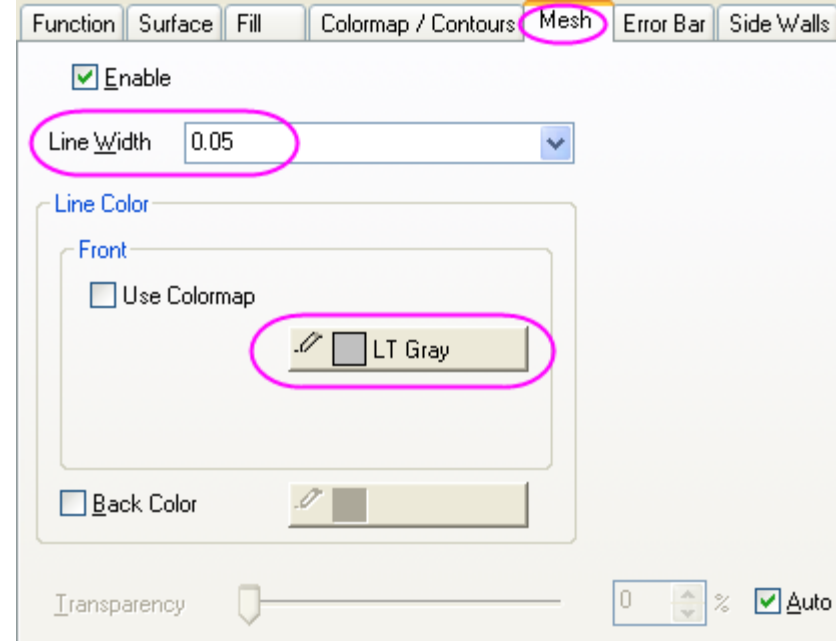 Function Surface Fill Colormap / Contours Mesh Error Bar Side Walls
Enable
Line Width 0.05
Line Color
Front
Use Colormap
LT Gray
Back Color
Transparency 0 % Auto